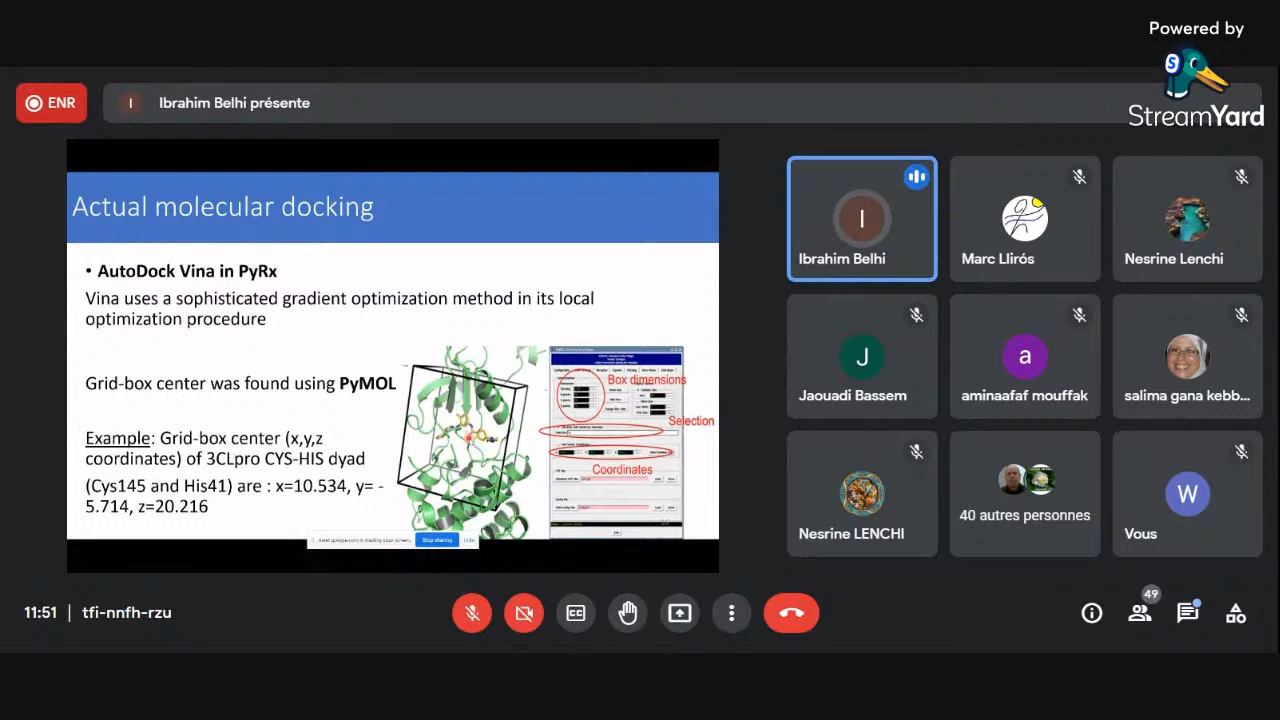 Powered by
StreamYard
ENR
I
Ibrahim Belhi présente
Actual molecular docking
• AutoDock Vina in PyRx
Vina uses a sophisticated gradient optimization method in its local
optimization procedure
Grid-box center was found using PyMOL
Example: Grid-box center (x,y,z
coordinates) of 3CLpro CYS-HIS dyad
(Cys145 and His41) are : x=10.534, y= -
5.714, z=20.216
Box dimensions
Selection
Coordinates
Stop sharing
Hide
I
Ibrahim Belhi
Marc Llirós
Nesrine Lenchi
J
Jaouadi Bassem
a
aminaafaf mouffak
salima gana kebb...
Nesrine LENCHI
40 autres personnes
W
Vous
11:51 | tfi-nnfh-rzu
49